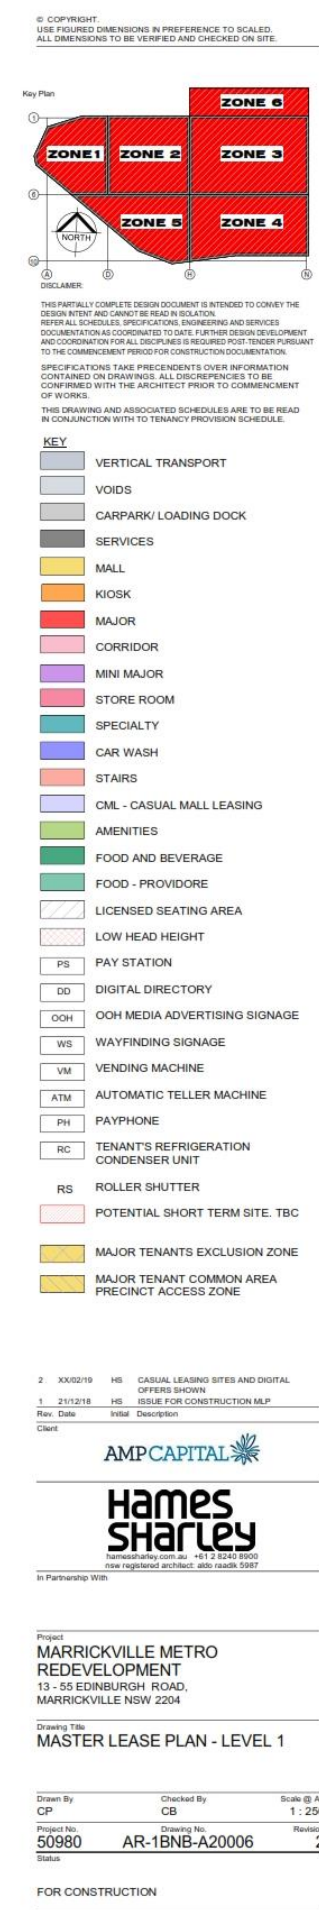 © COPYRIGHT.
USE FIGURED DIMENSIONS IN PREFERENCE TO SCALED.
ALL DIMENSIONS TO BE VERIFIED AND CHECKED ON SITE.
Key Plan
ZONE 6
1
ZONE1 ZONE 2 ZONE 3
6
ZONE 5 ZONE 4
NORTH
10
A D H N
DISCLAIMER:
THIS PARTIALLY COMPLETE DESIGN DOCUMENT IS INTENDED TO CONVEY THE
DESIGN INTENT AND CANNOT BE READ IN ISOLATION.
REFER ALL SCHEDULES, SPECIFICATIONS, ENGINEERING AND SERVICES
DOCUMENTATION AS COORDINATED TO DATE. FURTHER DESIGN DEVELOPMENT
AND COORDINATION FOR ALL DISCIPLINES IS REQUIRED POST-TENDER PURSUANT
TO THE COMMENCEMENT PERIOD FOR CONSTRUCTION DOCUMENTATION.
SPECIFICATIONS TAKE PRECEDENTS OVER INFORMATION
CONTAINED ON DRAWINGS. ALL DISCREPENCIES TO BE
CONFIRMED WITH THE ARCHITECT PRIOR TO COMMENCMENT
OF WORKS.
THIS DRAWING AND ASSOCIATED SCHEDULES ARE TO BE READ
IN CONJUNCTION WITH TO TENANCY PROVISION SCHEDULE.
KEY
VERTICAL TRANSPORT
VOIDS
CARPARK/ LOADING DOCK
SERVICES
MALL
KIOSK
MAJOR
CORRIDOR
MINI MAJOR
STORE ROOM
SPECIALTY
CAR WASH
STAIRS
CML - CASUAL MALL LEASING
AMENITIES
FOOD AND BEVERAGE
FOOD - PROVIDORE
LICENSED SEATING AREA
LOW HEAD HEIGHT
PS PAY STATION
DD DIGITAL DIRECTORY
OOH OOH MEDIA ADVERTISING SIGNAGE
WS WAYFINDING SIGNAGE
VM VENDING MACHINE
ATM AUTOMATIC TELLER MACHINE
PH PAYPHONE
RC TENANT'S REFRIGERATION
CONDENSER UNIT
RS ROLLER SHUTTER
POTENTIAL SHORT TERM SITE. TBC
MAJOR TENANTS EXCLUSION ZONE
MAJOR TENANT COMMON AREA
PRECINCT ACCESS ZONE
2 XX/02/19 HS CASUAL LEASING SITES AND DIGITAL
OFFERS SHOWN
1 21/12/18 HS ISSUE FOR CONSTRUCTION MLP
Rev. Date Initial Description
Client
AMP CAPITAL
Hames
Sharley
hamessharley.com.au +61 2 8240 8900
nsw registered architect: aldo raadik 5987
In Partnership With
Project
MARRICKVILLE METRO
REDEVELOPMENT
13 - 55 EDINBURGH ROAD,
MARRICKVILLE NSW 2204
Drawing Title
MASTER LEASE PLAN - LEVEL 1
Drawn By Checked By Scale @ A
CP CB 1 : 25
Project No. Drawing No. Revisio
50980 AR-1BNB-A20006 2
Status
FOR CONSTRUCTION